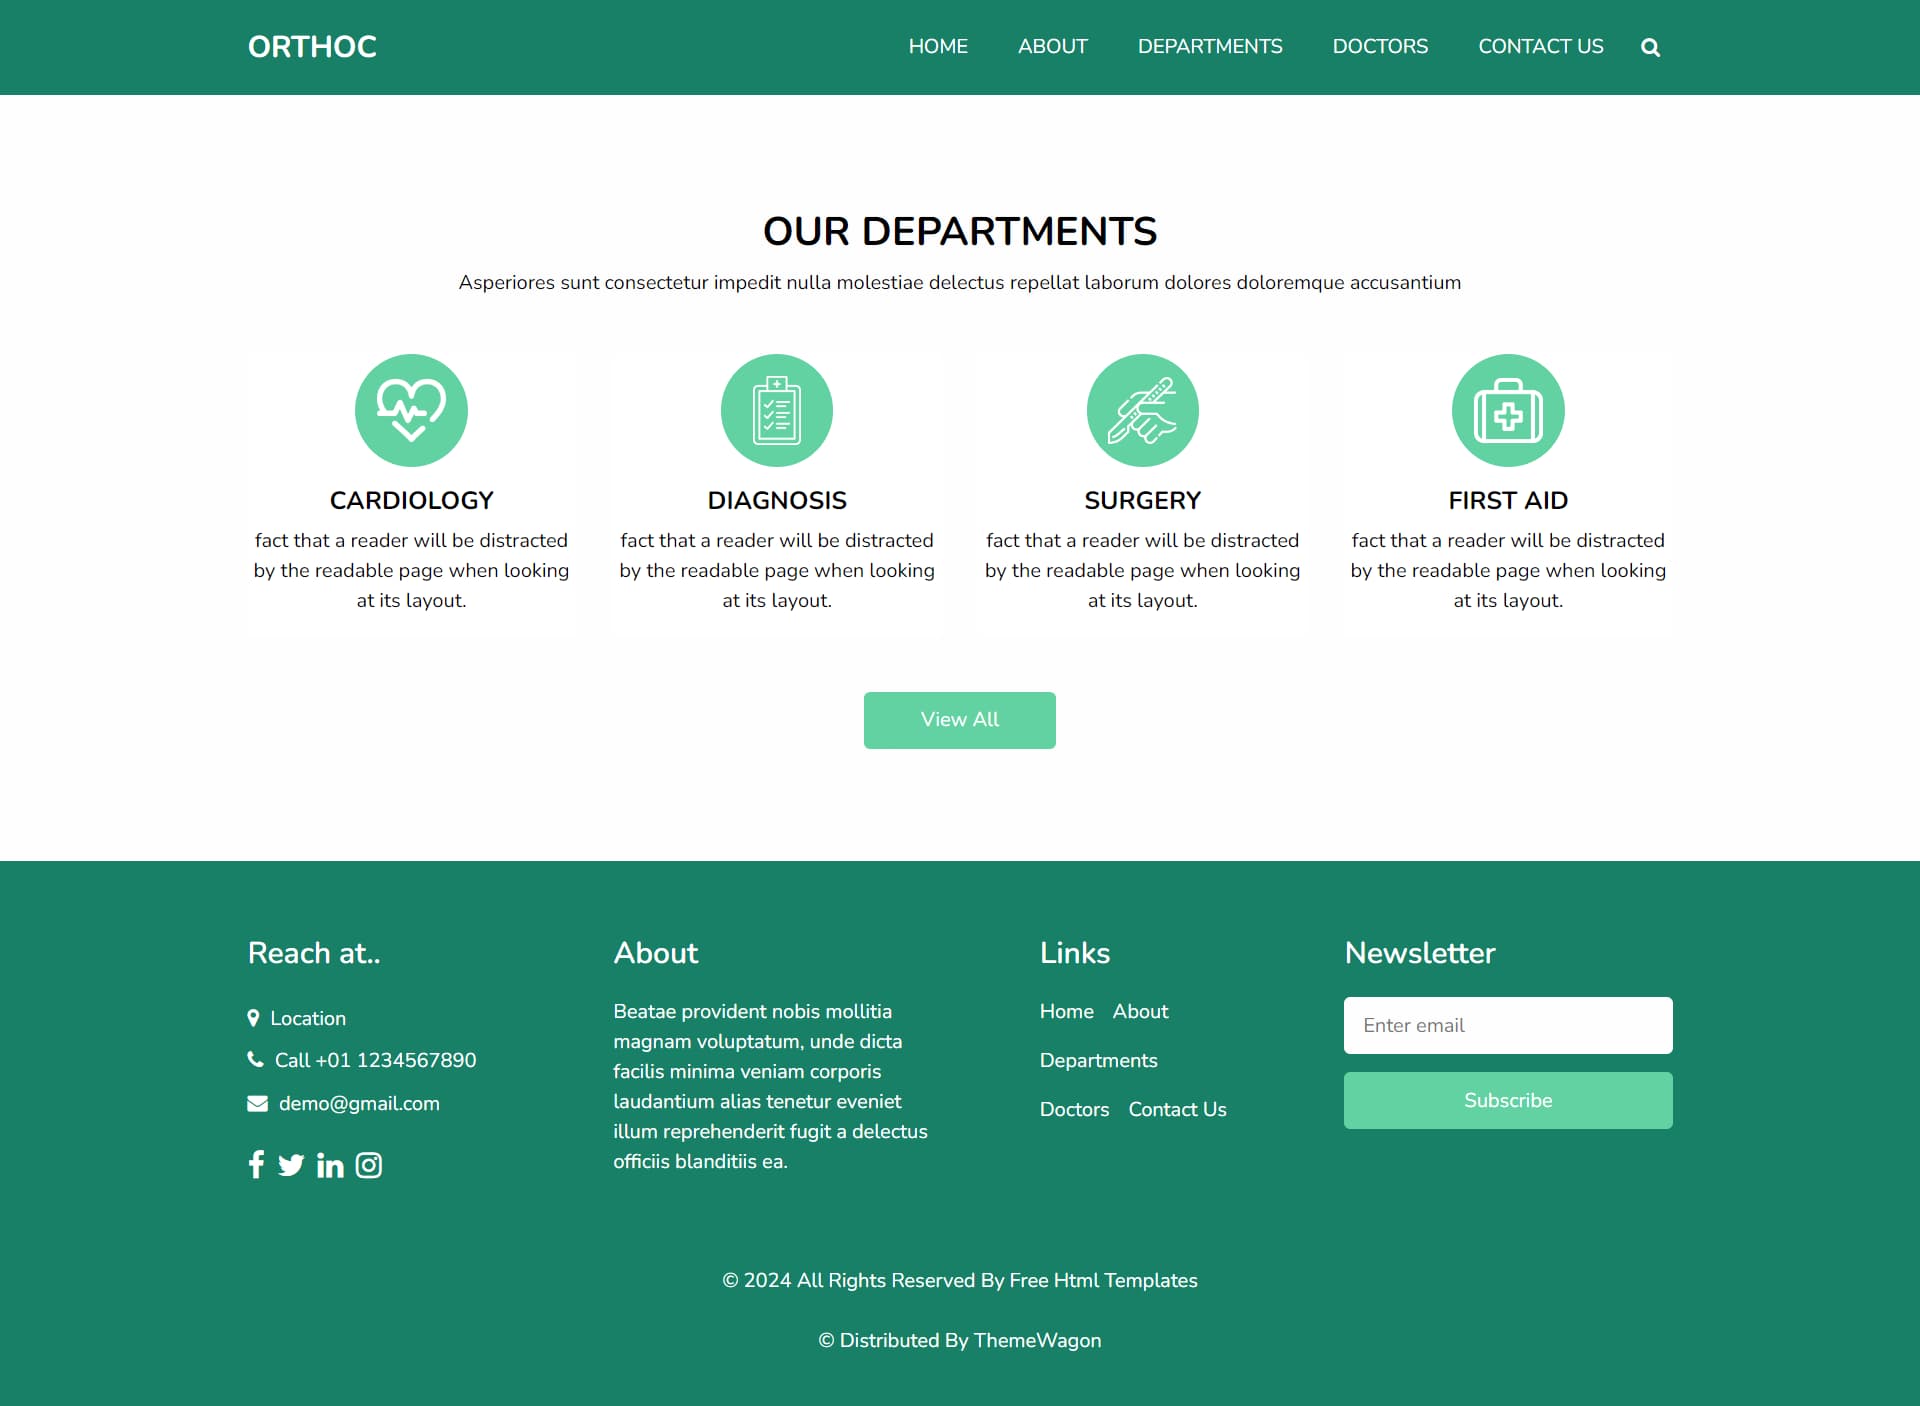 ORTHOC
HOME ABOUT DEPARTMENTS DOCTORS CONTACT US
OUR DEPARTMENTS
Asperiores sunt consectetur impedit nulla molestiae delectus repellat laborum dolores doloremque accusantium
CARDIOLOGY
fact that a reader will be distracted
by the readable page when looking
at its layout.
DIAGNOSIS
fact that a reader will be distracted
by the readable page when looking
at its layout.
SURGERY
fact that a reader will be distracted
by the readable page when looking
at its layout.
FIRST AID
fact that a reader will be distracted
by the readable page when looking
at its layout.
View All
Reach at..
Location
Call +01 1234567890
demo@gmail.com
About
Beatae provident nobis mollitia
magnam voluptatum, unde dicta
facilis minima veniam corporis
laudantium alias tenetur eveniet
illum reprehenderit fugit a delectus
officiis blanditiis ea.
Links
Home About
Departments
Doctors Contact Us
Newsletter
Enter email
Subscribe
© 2024 All Rights Reserved By Free Html Templates
© Distributed By ThemeWagon